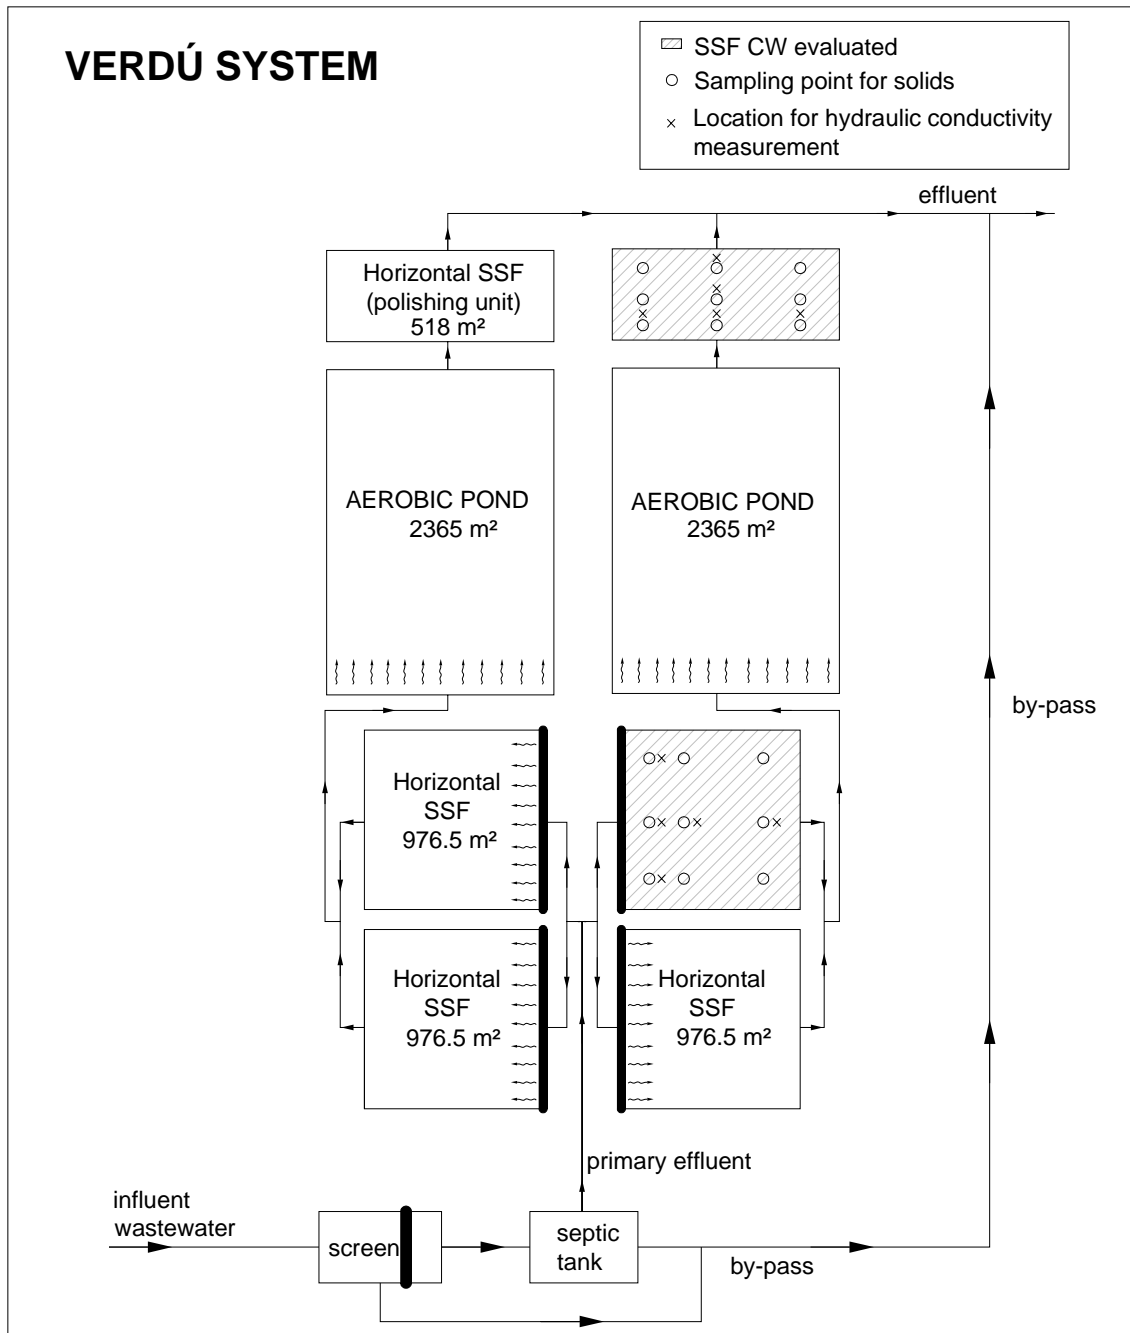 VERDÚ SYSTEM
SSF CW evaluated
Sampling point for solids
Location for hydraulic conductivity
measurement
effluent
Horizontal SSF
(polishing unit)
518 m²
AEROBIC POND
2365 m²
AEROBIC POND
2365 m²
by-pass
Horizontal
SSF
976.5 m²
Horizontal
SSF
976.5 m²
Horizontal
SSF
976.5 m²
primary effluent
influent
wastewater
screen
septic
tank
by-pass